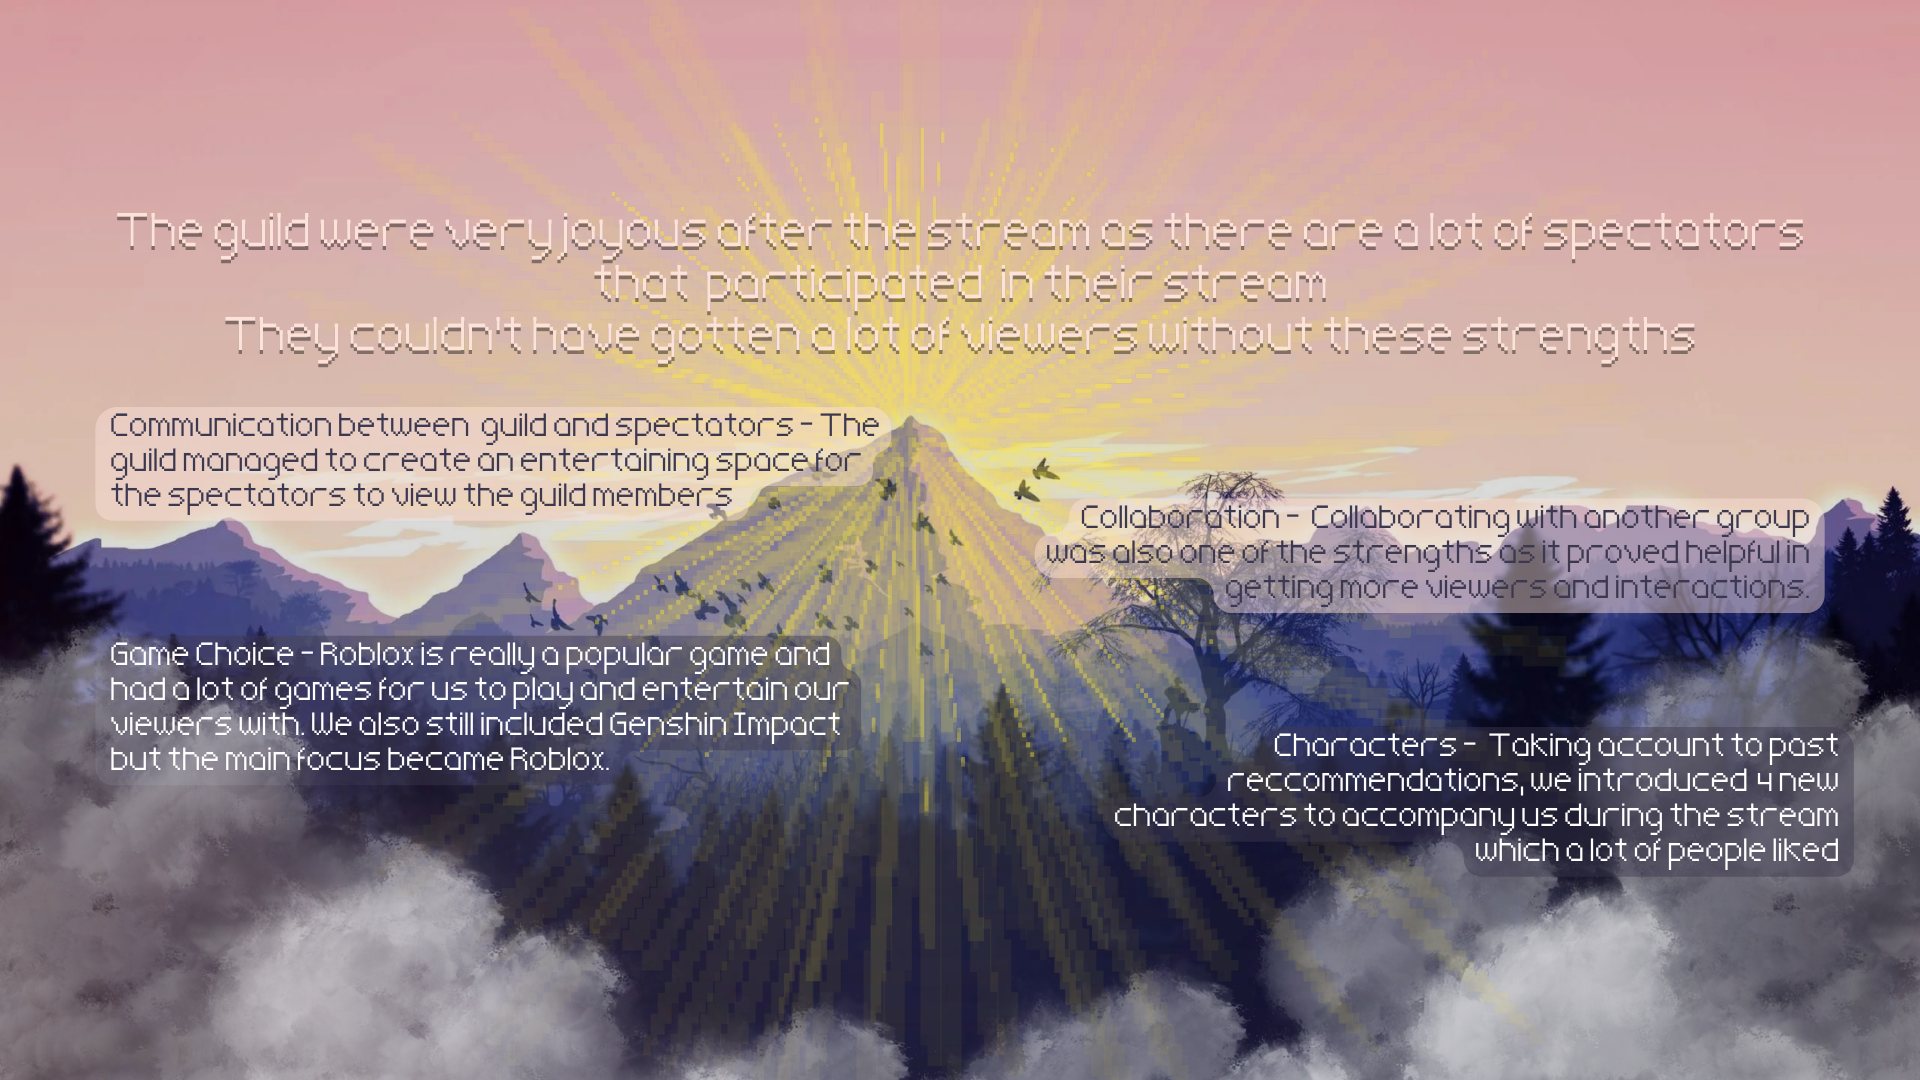 The guild were very joyous after the stream as there are a lot of spectators
that participated in their stream
They couldn't have gotten a lot of viewers without these strengths
Communication between guild and spectators - The
guild managed to create an entertaining space for
the spectators to view the guild members
Collaboration - Collaborating with another group
was also one of the strengths as it proved helpful in
getting more viewers and interactions.
Game Choice - Roblox is really a popular game and
had a lot of games for us to play and entertain our
viewers with. We also still included Genshin Impact
but the main focus became Roblox.
Characters - Taking account to past
reccommendations, we introduced 4 new
characters to accompany us during the stream
which a lot of people liked